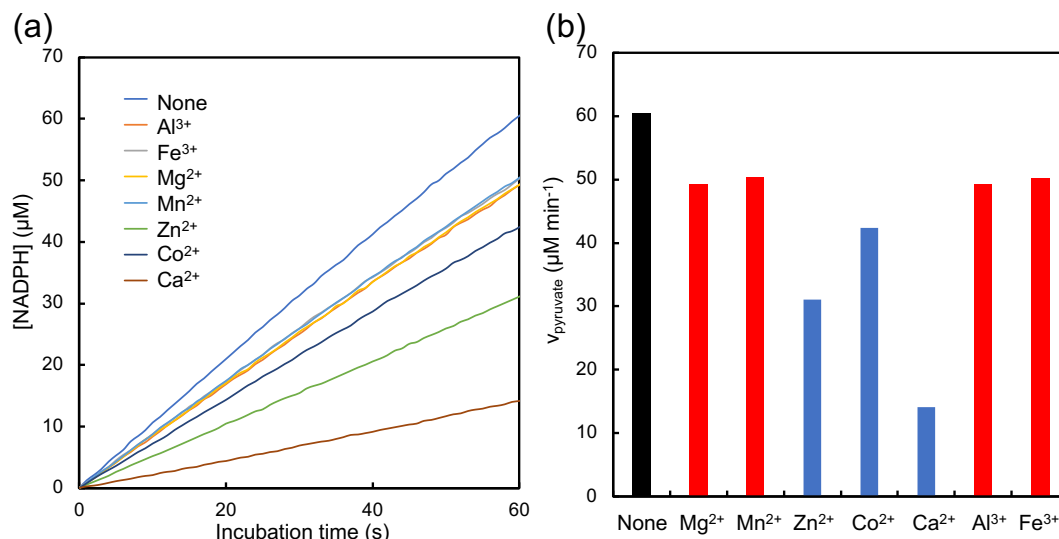 (a)
70
60
50
40
30
20
10
0
[NADPH] (µM)
None
Al³⁺
Fe³⁺
Mg²⁺
Mn²⁺
Zn²⁺
Co²⁺
Ca²⁺
0 20 40 60
Incubation time (s)
(b)
70
60
50
40
30
20
10
0
vpyruvate (µM min⁻¹)
None Mg²⁺ Mn²⁺ Zn²⁺ Co²⁺ Ca²⁺ Al³⁺ Fe³⁺